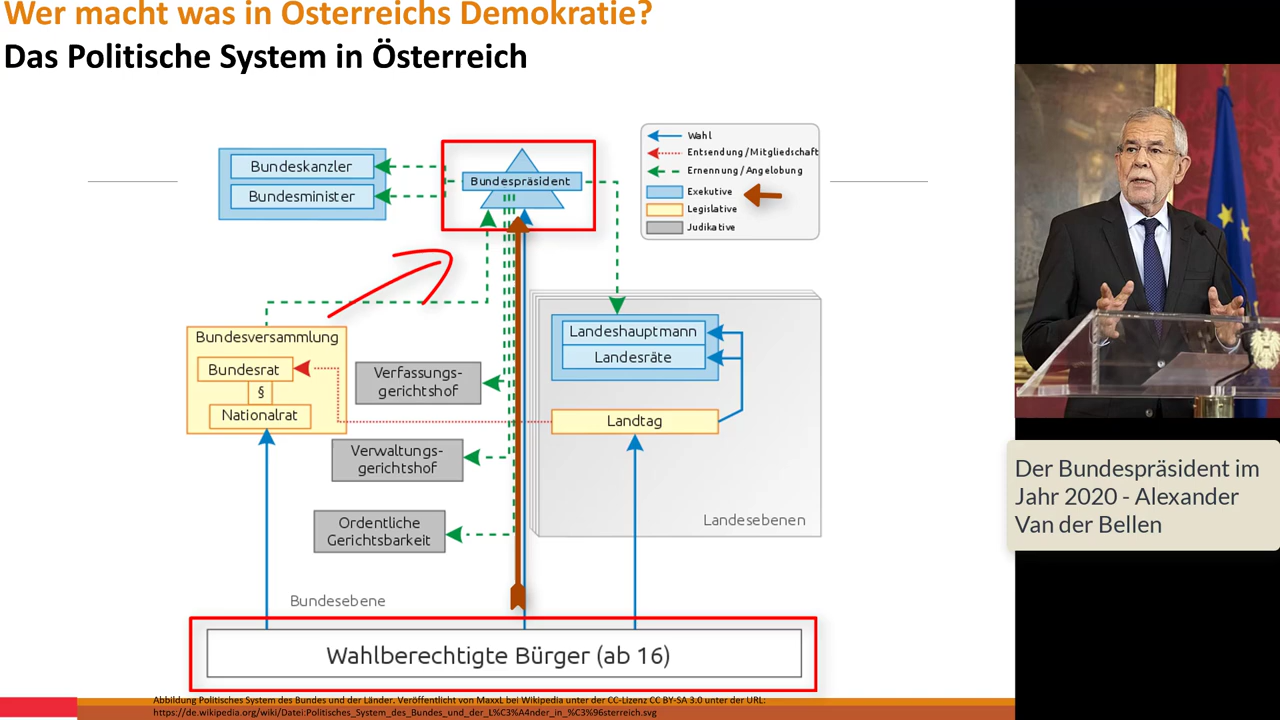 Wer macht was in Österreichs Demokratie?
Das Politische System in Österreich
Wahl
Entsendung/Mitgliedschaft
Ernennung/Angelobung
Exekutive
Legislative
Judikative
Bundeskanzler
Bundesminister
Bundespräsident
Bundesversammlung
Bundesrat
§
Nationalrat
Verfassungs-
gerichtshof
Verwaltungs-
gerichtshof
Ordentliche
Gerichtsbarkeit
Landeshauptmann
Landesräte
Landtag
Landesebenen
Bundesebene
Wahlberechtigte Bürger (ab 16)
Der Bundespräsident im
Jahr 2020 - Alexander
Van der Bellen
Abbildung Politisches System des Bundes und der Länder. Veröffentlicht von MaxxL bei Wikipedia unter der CC-Lizenz CC BY-SA 3.0 unter der URL:
https://de.wikipedia.org/wiki/Datei:Politisches_System_des_Bundes_und_der_L%C3%A4nder_in_%C3%96sterreich.svg